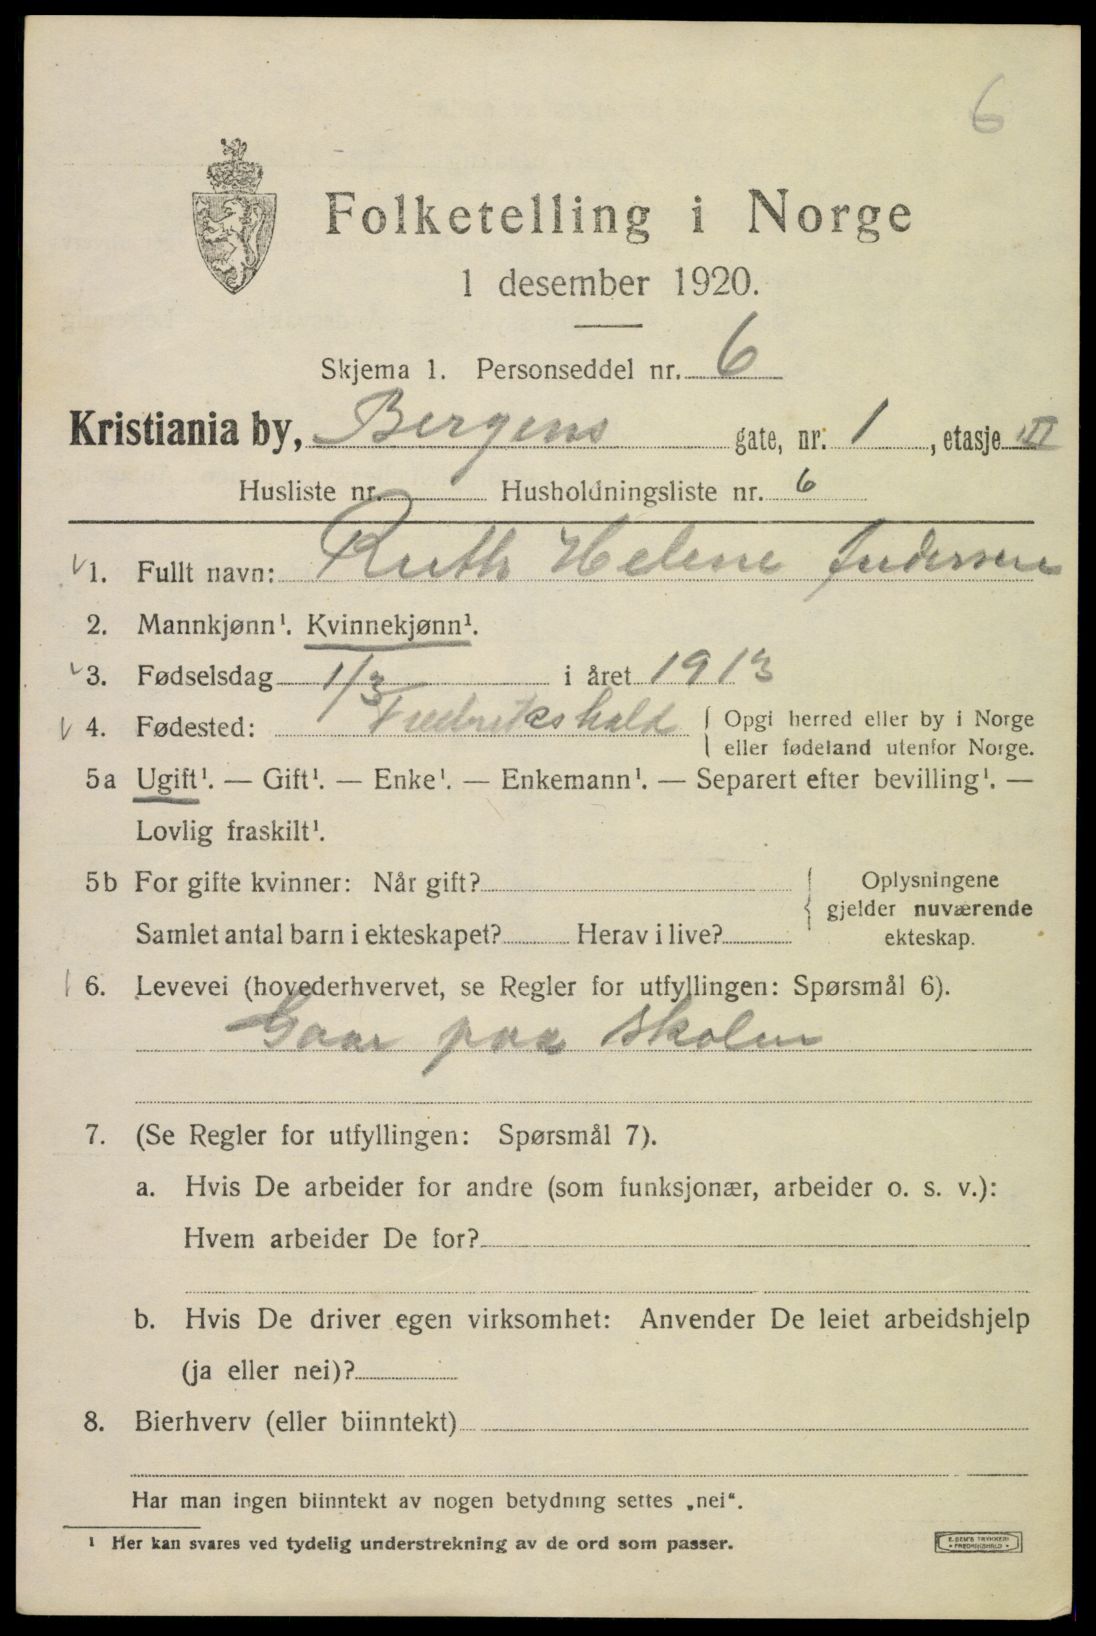 6
Folketelling i Norge
1 desember 1920.
Skjema 1. Personseddel nr. 6
Kristiania by, Bergens gate, nr. 1, etasje III
Husliste nr. Husholdningsliste nr. 6
1. Fullt navn: Ruth Helene Andersen
2. Mannkjønn¹. Kvinnekjønn¹.
3. Fødselsdag 1/3 i året 1913
4. Fødested: Fredrikshald { Opgi herred eller by i Norge
eller fødeland utenfor Norge.
5a Ugift¹. — Gift¹. — Enke¹. — Enkemann¹. — Separert efter bevilling¹. —
Lovlig fraskilt¹.
5b For gifte kvinner: Når gift? { Oplysningene
gjelder nuværende
Samlet antal barn i ekteskapet? Herav i live? ekteskap.
6. Levevei (hovederhvervet, se Regler for utfyllingen: Spørsmål 6).
Gaar paa skolen
7. (Se Regler for utfyllingen: Spørsmål 7).
a. Hvis De arbeider for andre (som funksjonær, arbeider o. s. v.):
Hvem arbeider De for?
b. Hvis De driver egen virksomhet: Anvender De leiet arbeidshjelp
(ja eller nei)?
8. Bierhverv (eller biinntekt)
Har man ingen biinntekt av nogen betydning settes „nei“.
¹ Her kan svares ved tydelig understrekning av de ord som passer.
E. SEM'S TRYKKERI
• FREDRIKSHALD •